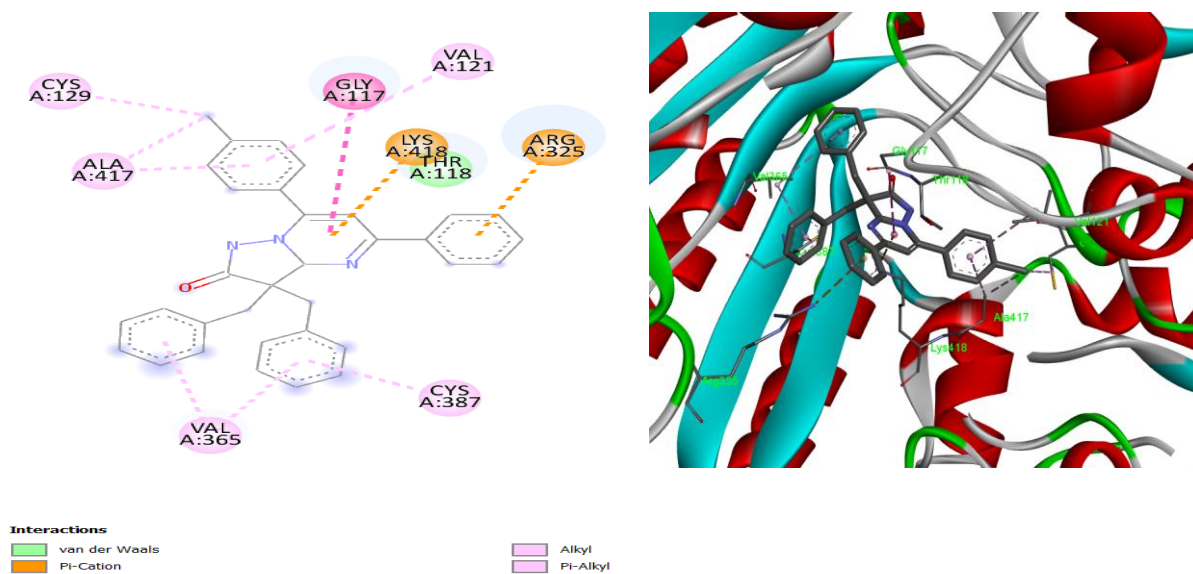 VAL
A:121
CYS
A:129
GLY
A:117
LYS
A:418
THR
A:118
ARG
A:325
ALA
A:417
N
N
N
O
CYS
A:387
VAL
A:365
Interactions
van der Waals
Pi-Cation
Alkyl
Pi-Alkyl
Gly117
Thr118
Val365
Ala417
Lys418